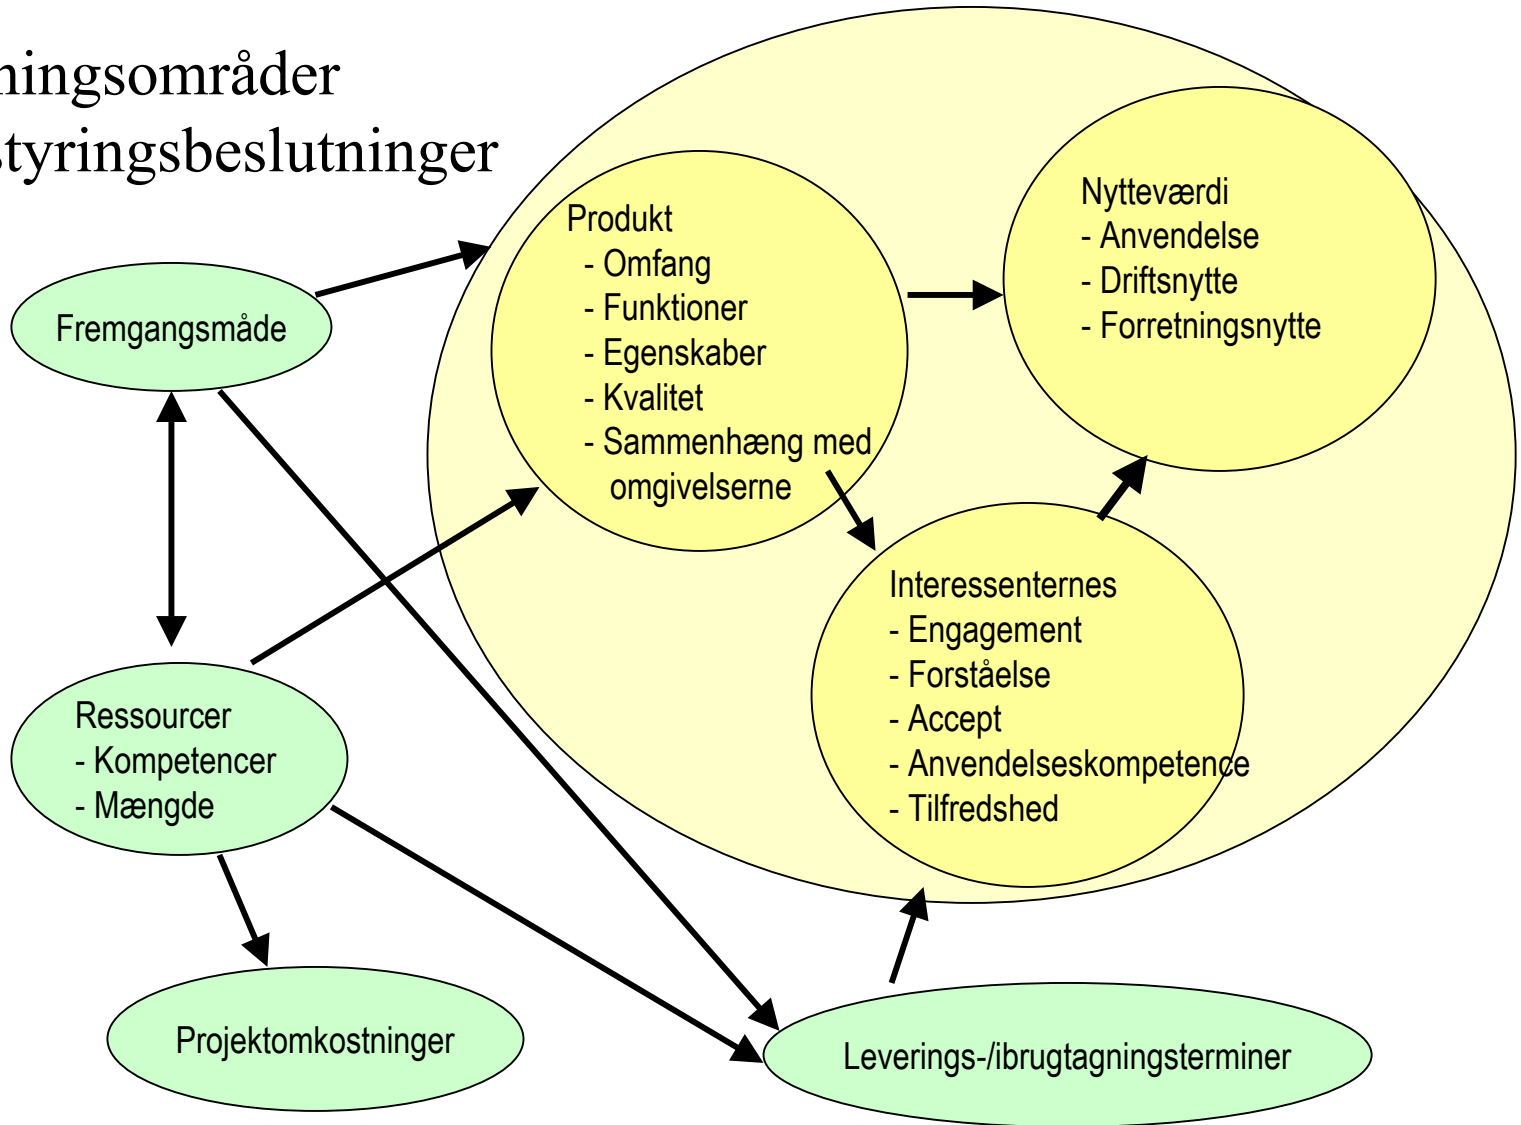 ningsområder
styringsbeslutninger
Produkt
- Omfang
- Funktioner
- Egenskaber
- Kvalitet
- Sammenhæng med
omgivelserne
Nytteværdi
- Anvendelse
- Driftsnytte
- Forretningsnytte
Fremgangsmåde
Interessenternes
- Engagement
- Forståelse
- Accept
- Anvendelseskompetence
- Tilfredshed
Ressourcer
- Kompetencer
- Mængde
Projektomkostninger
Leverings-/ibrugtagningsterminer